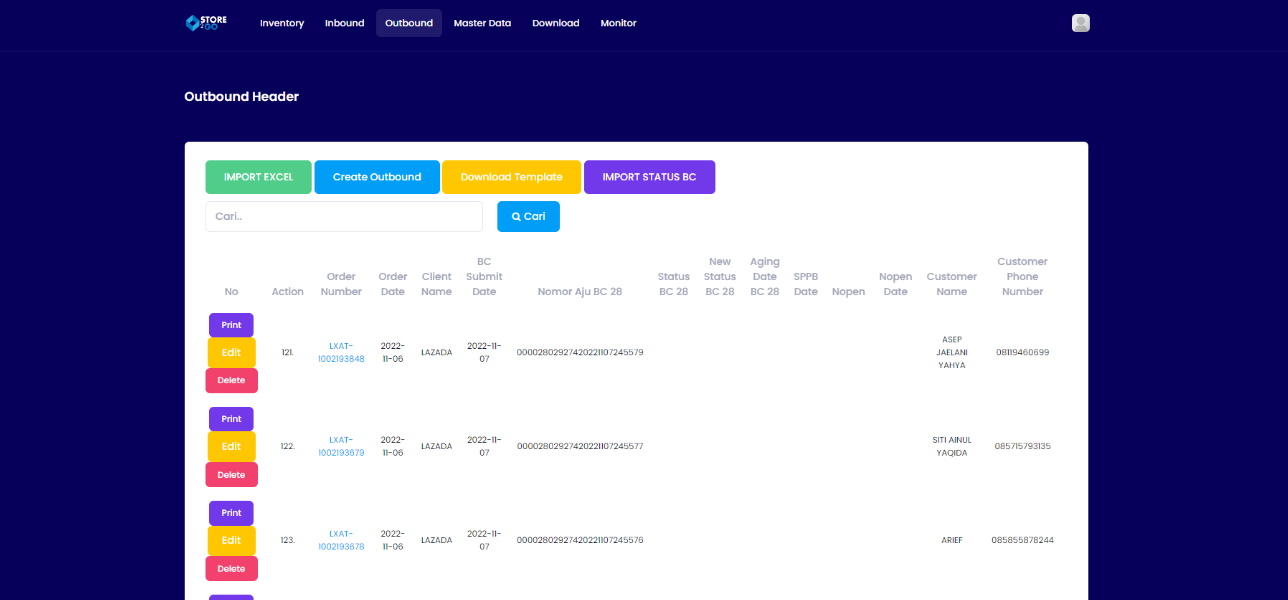 STORE
2GO
Inventory Inbound Outbound Master Data Download Monitor
Outbound Header
IMPORT EXCEL Create Outbound Download Template IMPORT STATUS BC
Cari.. Cari
No Action Order Number Order Date Client Name BC Submit Date Nomor Aju BC 28 Status BC 28 New Status BC 28 Aging Date BC 28 SPPB Date Nopen Nopen Date Customer Name Customer Phone Number
Print
Edit
Delete
121. LXAT-1002193848 2022-11-06 LAZADA 2022-11-07 00002802927420221107245579 ASEP JAELANI YAHYA 08119460699
Print
Edit
Delete
122. LXAT-1002193679 2022-11-06 LAZADA 2022-11-07 00002802927420221107245577 SITI AINUL YAQIDA 085715793135
Print
Edit
Delete
123. LXAT-1002193678 2022-11-06 LAZADA 2022-11-07 00002802927420221107245576 ARIEF 085855878244